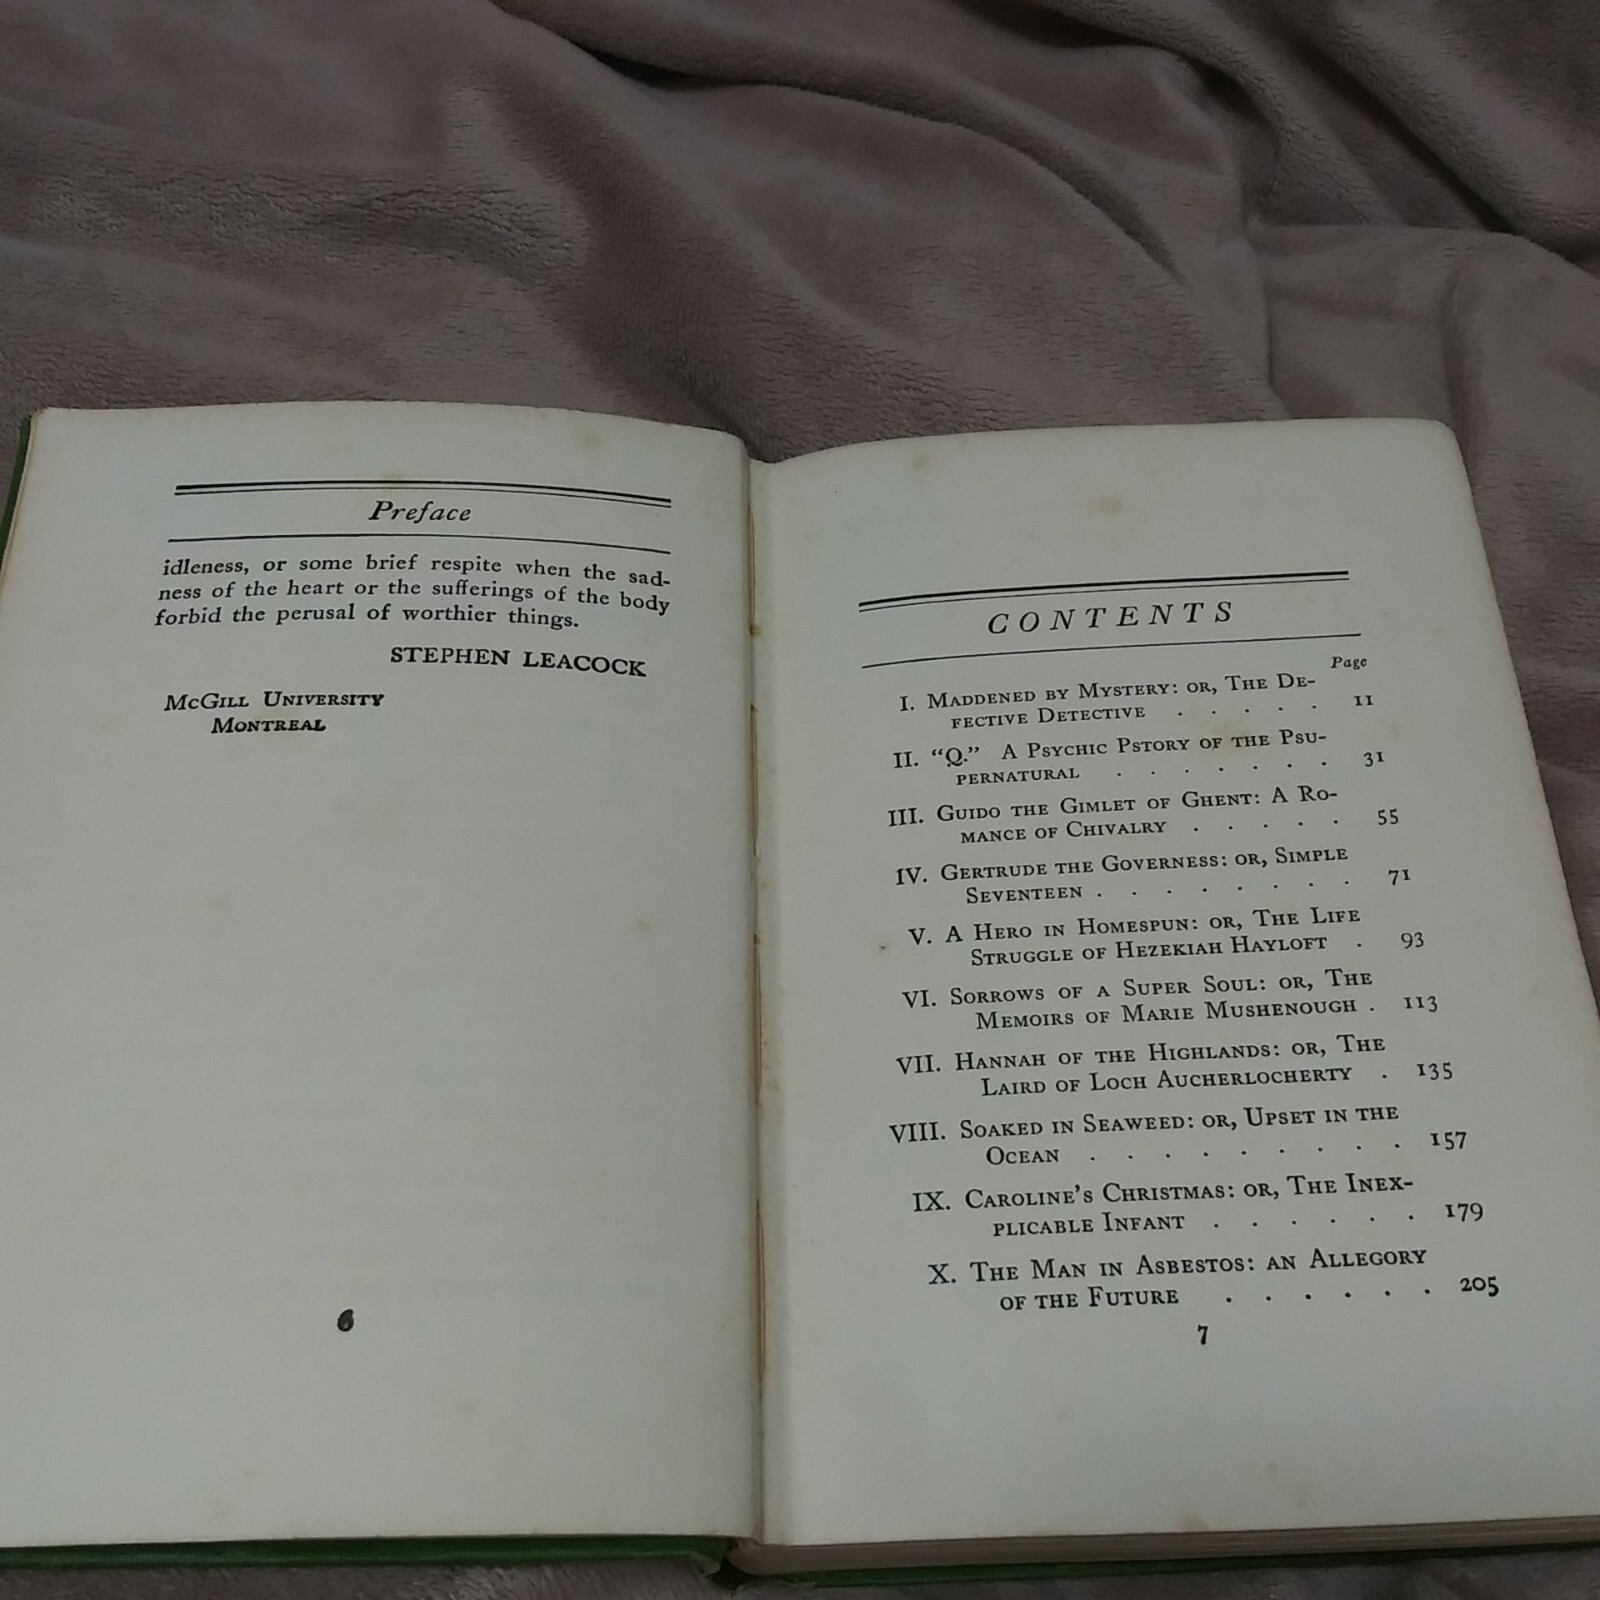 Preface
idleness, or some brief respite when the sad-
ness of the heart or the sufferings of the body
forbid the perusal of worthier things.
STEPHEN LEACOCK
McGill University
Montreal
6
CONTENTS
Page
I. Maddened by Mystery: or, The De-
fective Detective . . . . . 11
II. "Q." A Psychic Pstory of the Psu-
pernatural . . . . . . . 31
III. Guido the Gimlet of Ghent: A Ro-
mance of Chivalry . . . . . 55
IV. Gertrude the Governess: or, Simple
Seventeen . . . . . . . . 71
V. A Hero in Homespun: or, The Life
Struggle of Hezekiah Hayloft . 93
VI. Sorrows of a Super Soul: or, The
Memoirs of Marie Mushenough . 113
VII. Hannah of the Highlands: or, The
Laird of Loch Aucherlocherty . 135
VIII. Soaked in Seaweed: or, Upset in the
Ocean . . . . . . . . . 157
IX. Caroline's Christmas: or, The Inex-
plicable Infant . . . . . . 179
X. The Man in Asbestos: an Allegory
of the Future . . . . . . 205
7